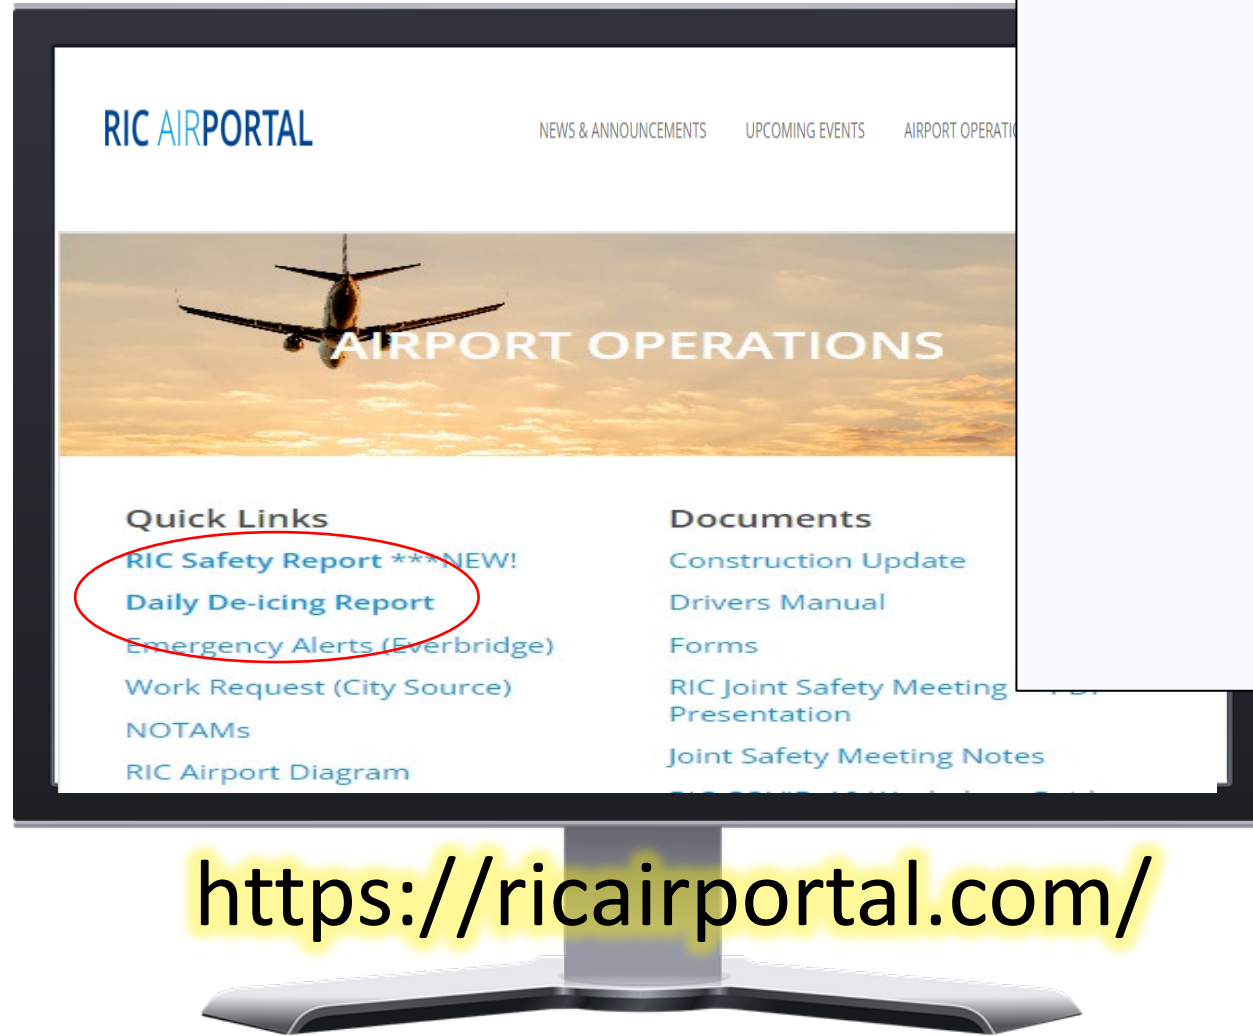 RIC AIRPORTAL
NEWS & ANNOUNCEMENTS UPCOMING EVENTS AIRPORT
AIRPORT OPERATIONS
Quick Links
RIC Safety Report ***NEW!
Daily De-icing Report
Emergency Alerts (Everbridge)
Work Request (City Source)
NOTAMs
RIC Airport Diagram
Documents
Construction Update
Drivers Manual
Forms
RIC Joint Safety Meeting
Presentation
Joint Safety Meeting Notes
https://ricairportal.com/